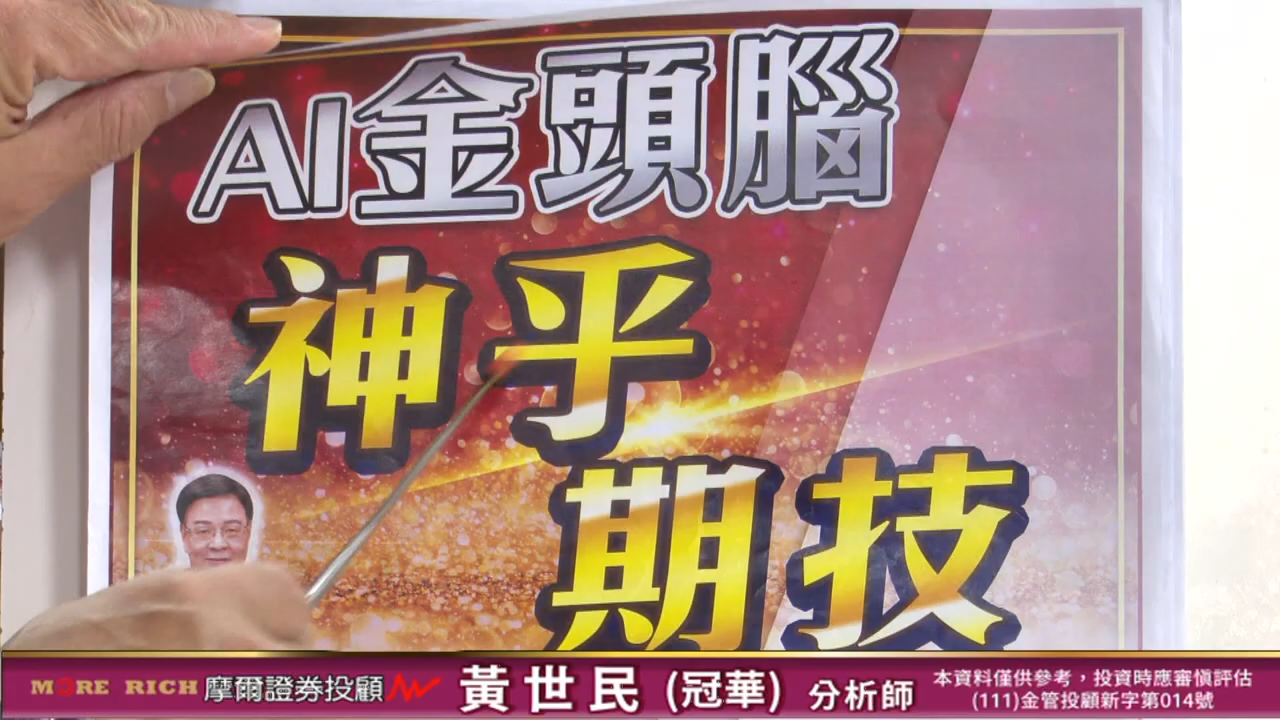 AI金頭腦
神乎
期技
MORE RICH 摩爾證券投顧 黃世民 (冠華) 分析師
本資料僅供參考，投資時應審慎評估
(111)金管投顧新字第014號